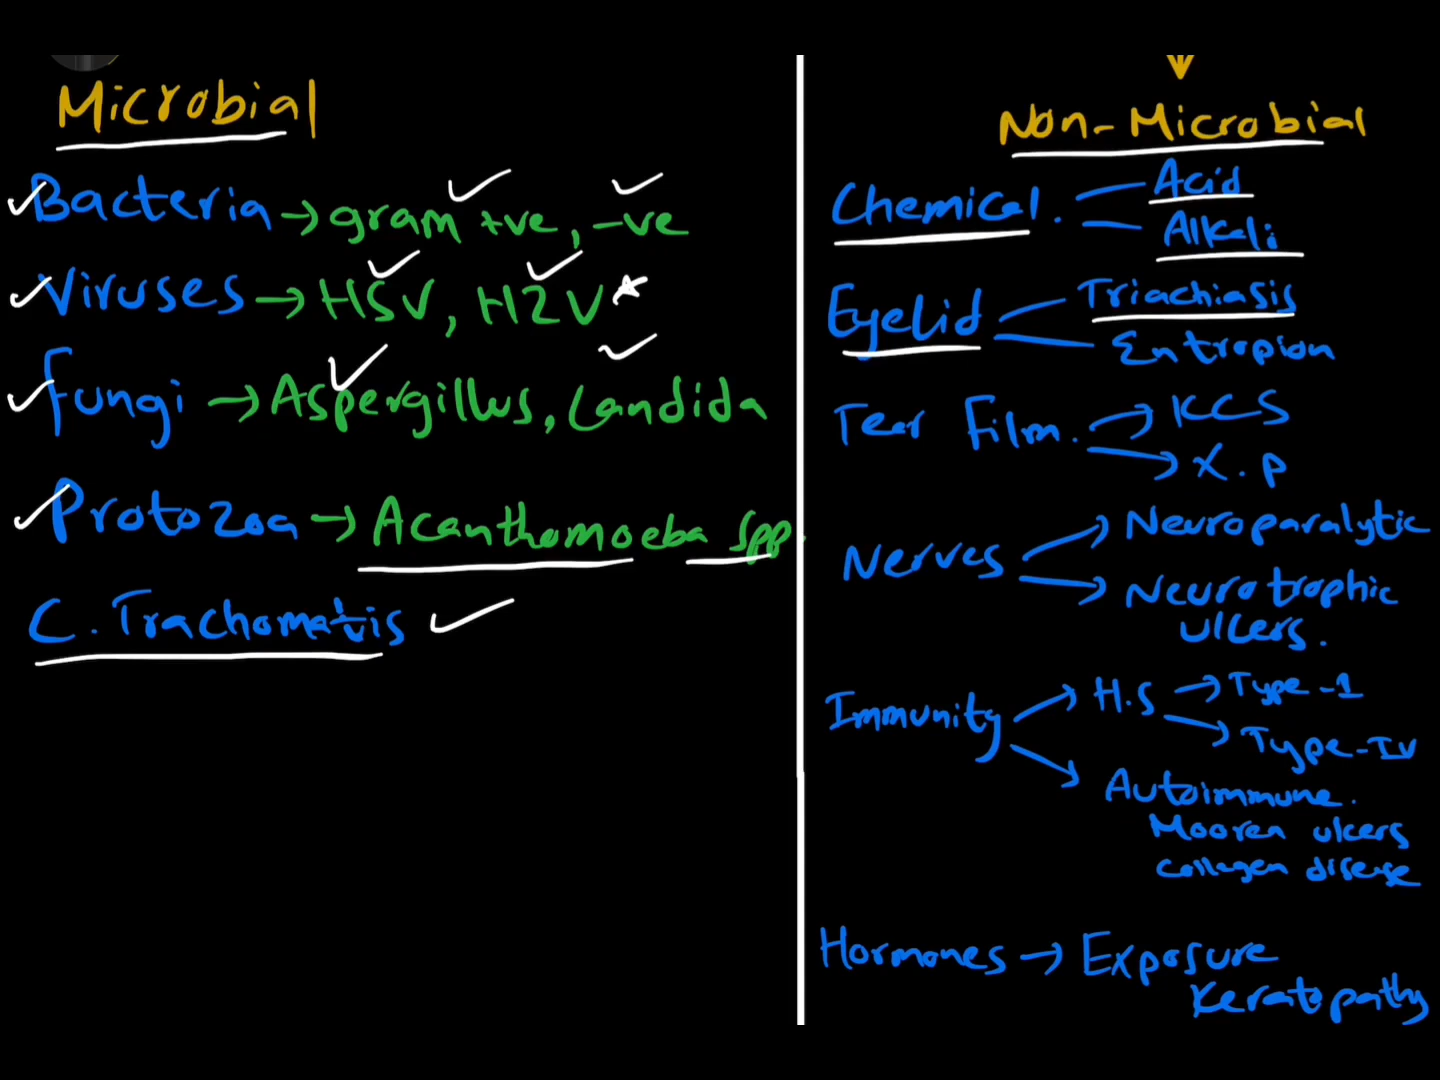 Microbial
Bacteria → gram +ve, -ve
Viruses → HSV, HZV*
Fungi → Aspergillus, Candida
Protozoa → Acanthomoeba Spp.
C. Trachomatis
Non-Microbial
Chemical.
Acid
Alkali
Eyelid
Triachiasis
Entropion
Tear Film.
→ KCS
→ X.P
Nerves
→ Neuroparalytic
→ Neurotrophic
ulcers.
Immunity
→ H.S → Type-1
→ Type-IV
→ Autoimmune.
Mooren ulcers
Collagen disease
Hormones → Exposure
Keratopathy